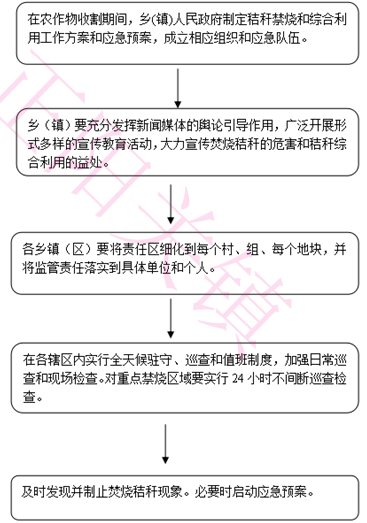 在农作物收割期间，乡(镇)人民政府制定秸秆禁烧和综合利
用工作方案和应急预案，成立相应组织和应急队伍。
乡（镇）要充分发挥新闻媒体的舆论引导作用，广泛开展形
式多样的宣传教育活动，大力宣传焚烧秸秆的危害和秸秆综
合利用的益处。
各乡镇（区）要将责任区细化到每个村、组、每个地块，并
将监管责任落实到具体单位和个人。
在各辖区内实行全天候驻守、巡查和值班制度，加强日常巡
查和现场检查。对重点禁烧区域要实行 24 小时不间断巡查检
查。
及时发现并制止焚烧秸秆现象。必要时启动应急预案。
正阳关镇